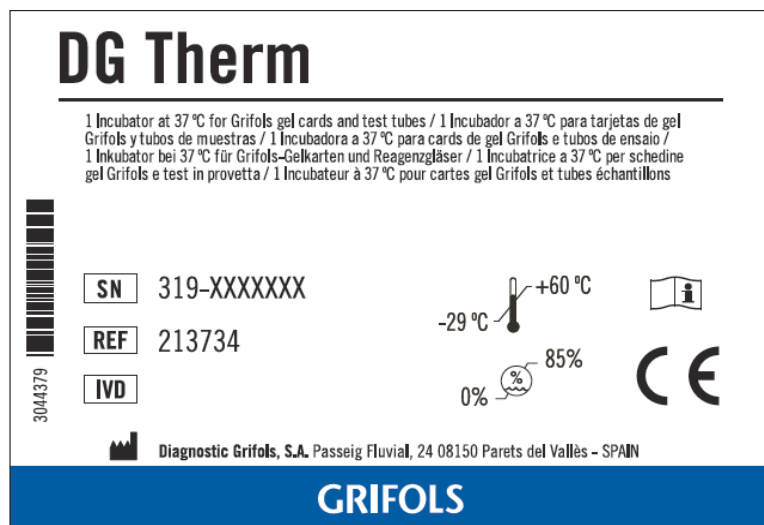 DG Therm
1 Incubator at 37 ºC for Grifols gel cards and test tubes / 1 Incubador a 37 ºC para tarjetas de gel
Grifols y tubos de muestras / 1 Incubadora a 37 ºC para cards de gel Grifols e tubos de ensaio /
1 Inkubator bei 37 ºC für Grifols-Gelkarten und Reagenzgläser / 1 Incubatrice a 37 ºC per schedine
gel Grifols e test in provetta / 1 Incubateur à 37 ºC pour cartes gel Grifols et tubes échantillons
SN 319-XXXXXXX
+60 ºC
-29 ºC
i
REF 213734
85%
%
0%
CE
IVD
3044379
Diagnostic Grifols, S.A. Passeig Fluvial, 24 08150 Parets del Vallès - SPAIN
GRIFOLS